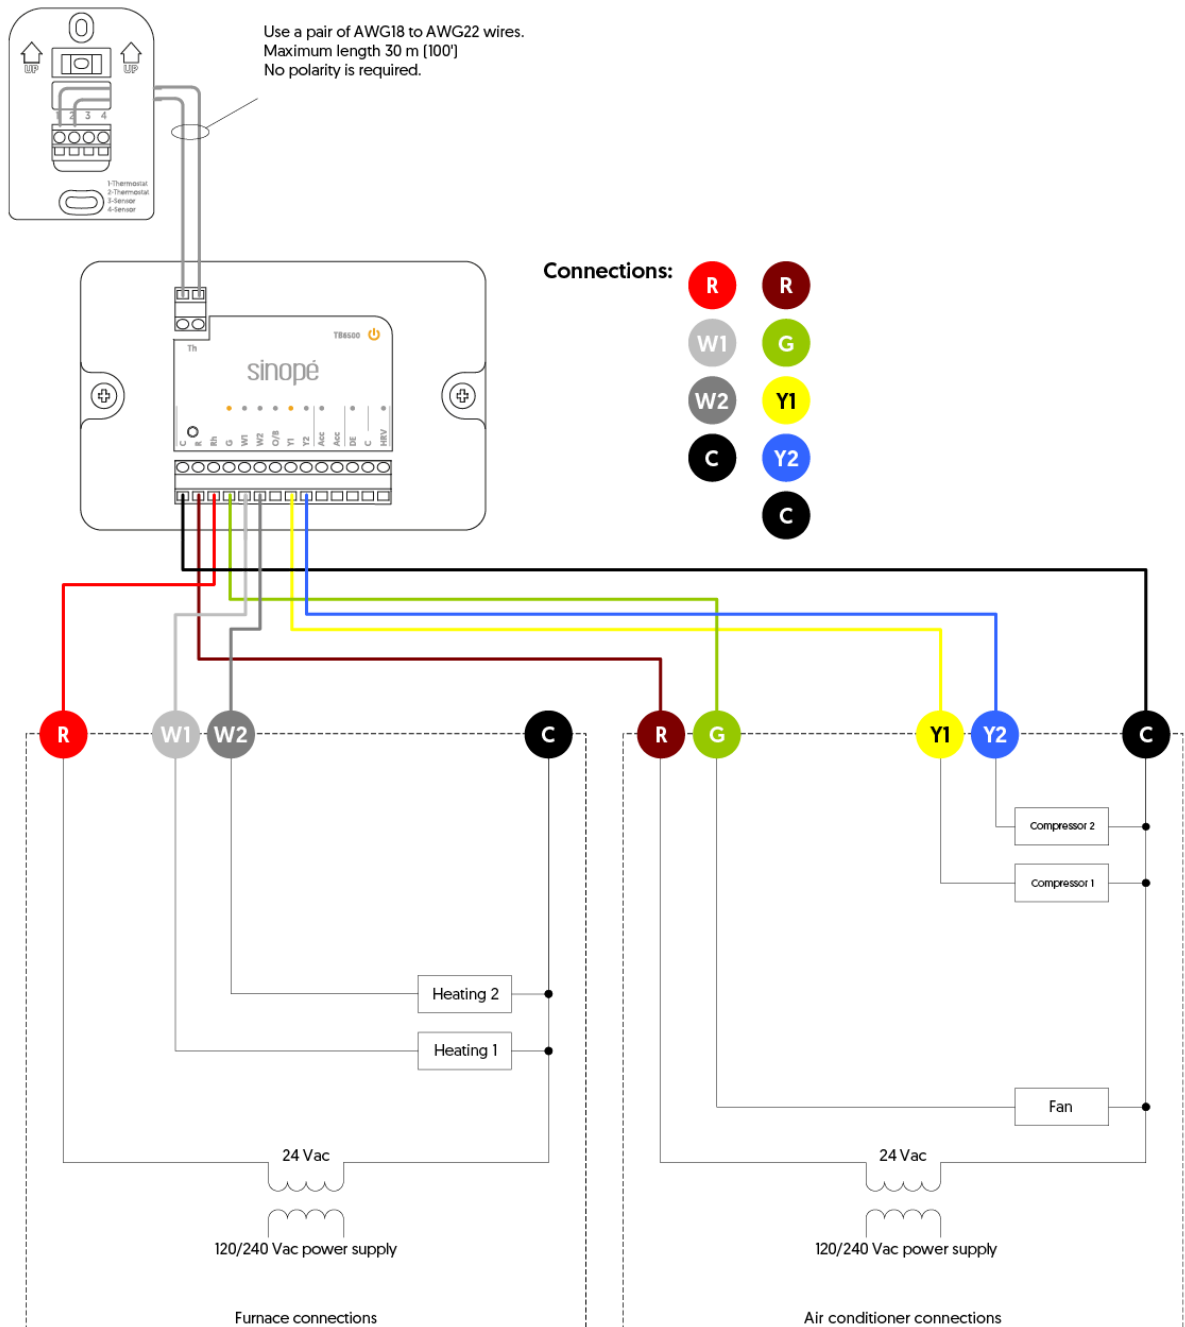 Use a pair of AWG18 to AWG22 wires.
Maximum length 30 m (100')
No polarity is required.
UP UP
1 2 3 4
1-Thermostat
2-Thermostat
3-Sensor
4-Sensor
Connections:
R R
W1 G
W2 Y1
C Y2
C
TB8500
Th
sinopé
C R Rh G W1 W2 O/B Y1 Y2 Acc Acc DE C HRV
R W1 W2 C R G Y1 Y2 C
Compressor 2
Compressor 1
Heating 2
Heating 1
Fan
24 Vac 24 Vac
120/240 Vac power supply 120/240 Vac power supply
Furnace connections Air conditioner connections